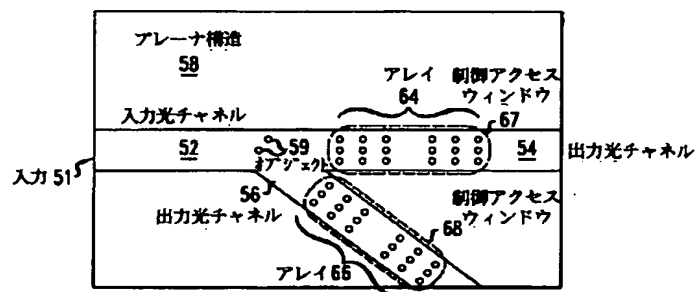 プレーナ構造
58
アレイ
64
制御アクセス
ウィンドウ
67
入力光チャネル
52
59
オブジェクト
54
出力光チャネル
入力 51
56
出力光チャネル
制御アクセス
ウィンドウ
68
アレイ 66